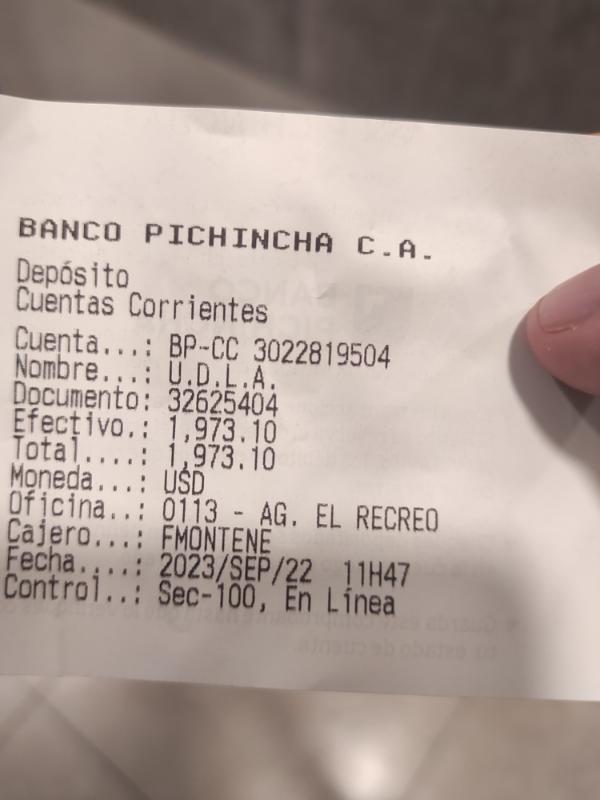 BANCO PICHINCHA C.A.
Depósito
Cuentas Corrientes
Cuenta...: BP-CC 3022819504
Nombre...: U.D.L.A.
Documento: 32625404
Efectivo.: 1,973.10
Total....: 1,973.10
Moneda...: USD
Oficina..: 0113 - AG. EL RECREO
Cajero...: FMONTENE
Fecha....: 2023/SEP/22 11H47
Control..: Sec-100, En Línea